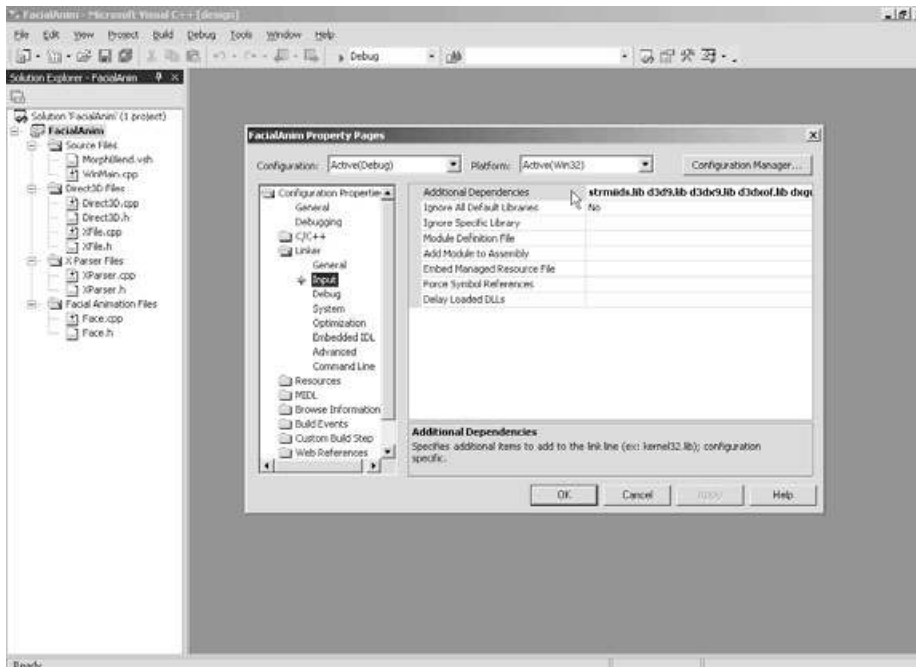 FacialAnim - Microsoft Visual C++ [design]
File Edit View Project Build Debug Tools Window Help
Debug
Solution Explorer - FacialAnim
Solution 'FacialAnim' (1 project)
FacialAnim
Source Files
MorphBlend.vsh
WinMain.cpp
Direct3D Files
Direct3D.cpp
Direct3D.h
XFile.cpp
XFile.h
X Parser Files
XParser.cpp
XParser.h
Facial Animation Files
Face.cpp
Face.h
FacialAnim Property Pages
Configuration: Active(Debug) Platform: Active(Win32) Configuration Manager...
Configuration Propertie
General
Debugging
C/C++
Linker
General
Input
Debug
System
Optimization
Embedded IDL
Advanced
Command Line
Resources
MIDL
Browse Information
Build Events
Custom Build Step
Web References
Additional Dependencies strmiids.lib d3d9.lib d3dx9.lib d3dxof.lib dxgu
Ignore All Default Libraries No
Ignore Specific Library
Module Definition File
Add Module to Assembly
Embed Managed Resource File
Force Symbol References
Delay Loaded DLLs
Additional Dependencies
Specifies additional items to add to the link line (ex: kernel32.lib); configuration
specific.
OK Cancel Apply Help
Ready